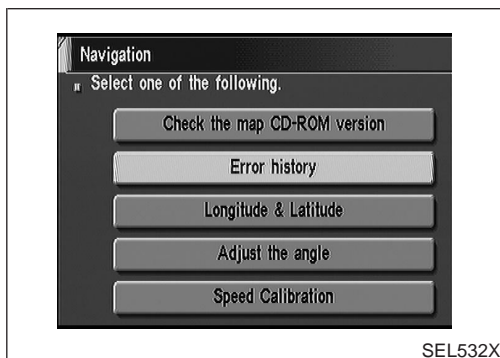 Navigation
Select one of the following.
Check the map CD-ROM version
Error history
Longitude & Latitude
Adjust the angle
Speed Calibration
SEL532X